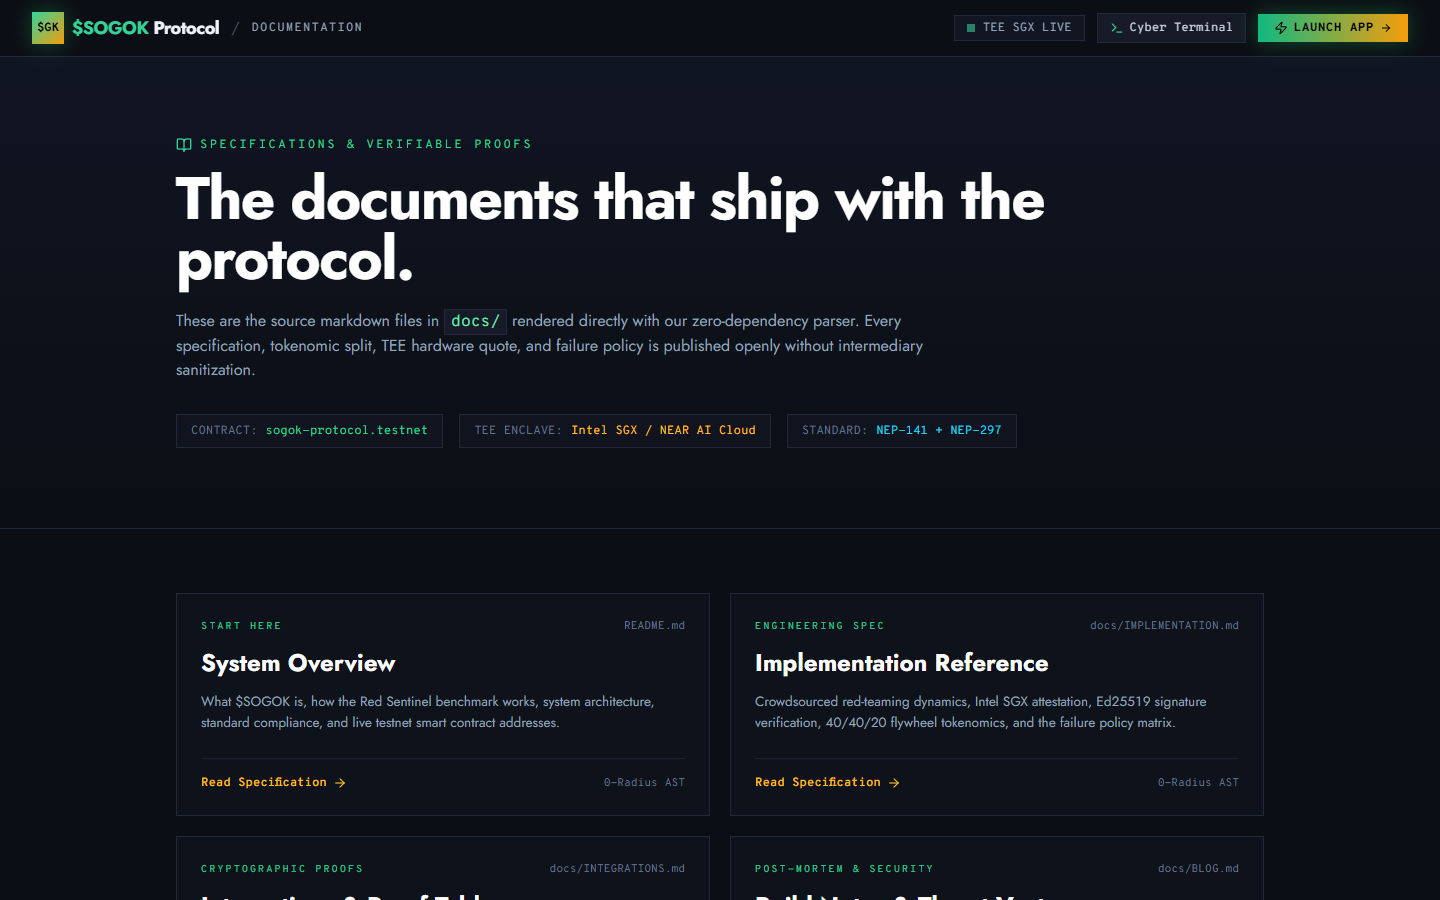 $GK $SOGOK Protocol / DOCUMENTATION
TEE SGX LIVE
Cyber Terminal
LAUNCH APP →
SPECIFICATIONS & VERIFIABLE PROOFS
The documents that ship with the
protocol.
These are the source markdown files in docs/ rendered directly with our zero-dependency parser. Every
specification, tokenomic split, TEE hardware quote, and failure policy is published openly without intermediary
sanitization.
CONTRACT: sogok-protocol.testnet
TEE ENCLAVE: Intel SGX / NEAR AI Cloud
STANDARD: NEP-141 + NEP-297
START HERE
README.md
System Overview
What $SOGOK is, how the Red Sentinel benchmark works, system architecture,
standard compliance, and live testnet smart contract addresses.
Read Specification →
0-Radius AST
ENGINEERING SPEC
docs/IMPLEMENTATION.md
Implementation Reference
Crowdsourced red-teaming dynamics, Intel SGX attestation, Ed25519 signature
verification, 40/40/20 flywheel tokenomics, and the failure policy matrix.
Read Specification →
0-Radius AST
CRYPTOGRAPHIC PROOFS
docs/INTEGRATIONS.md
POST-MORTEM & SECURITY
docs/BLOG.md